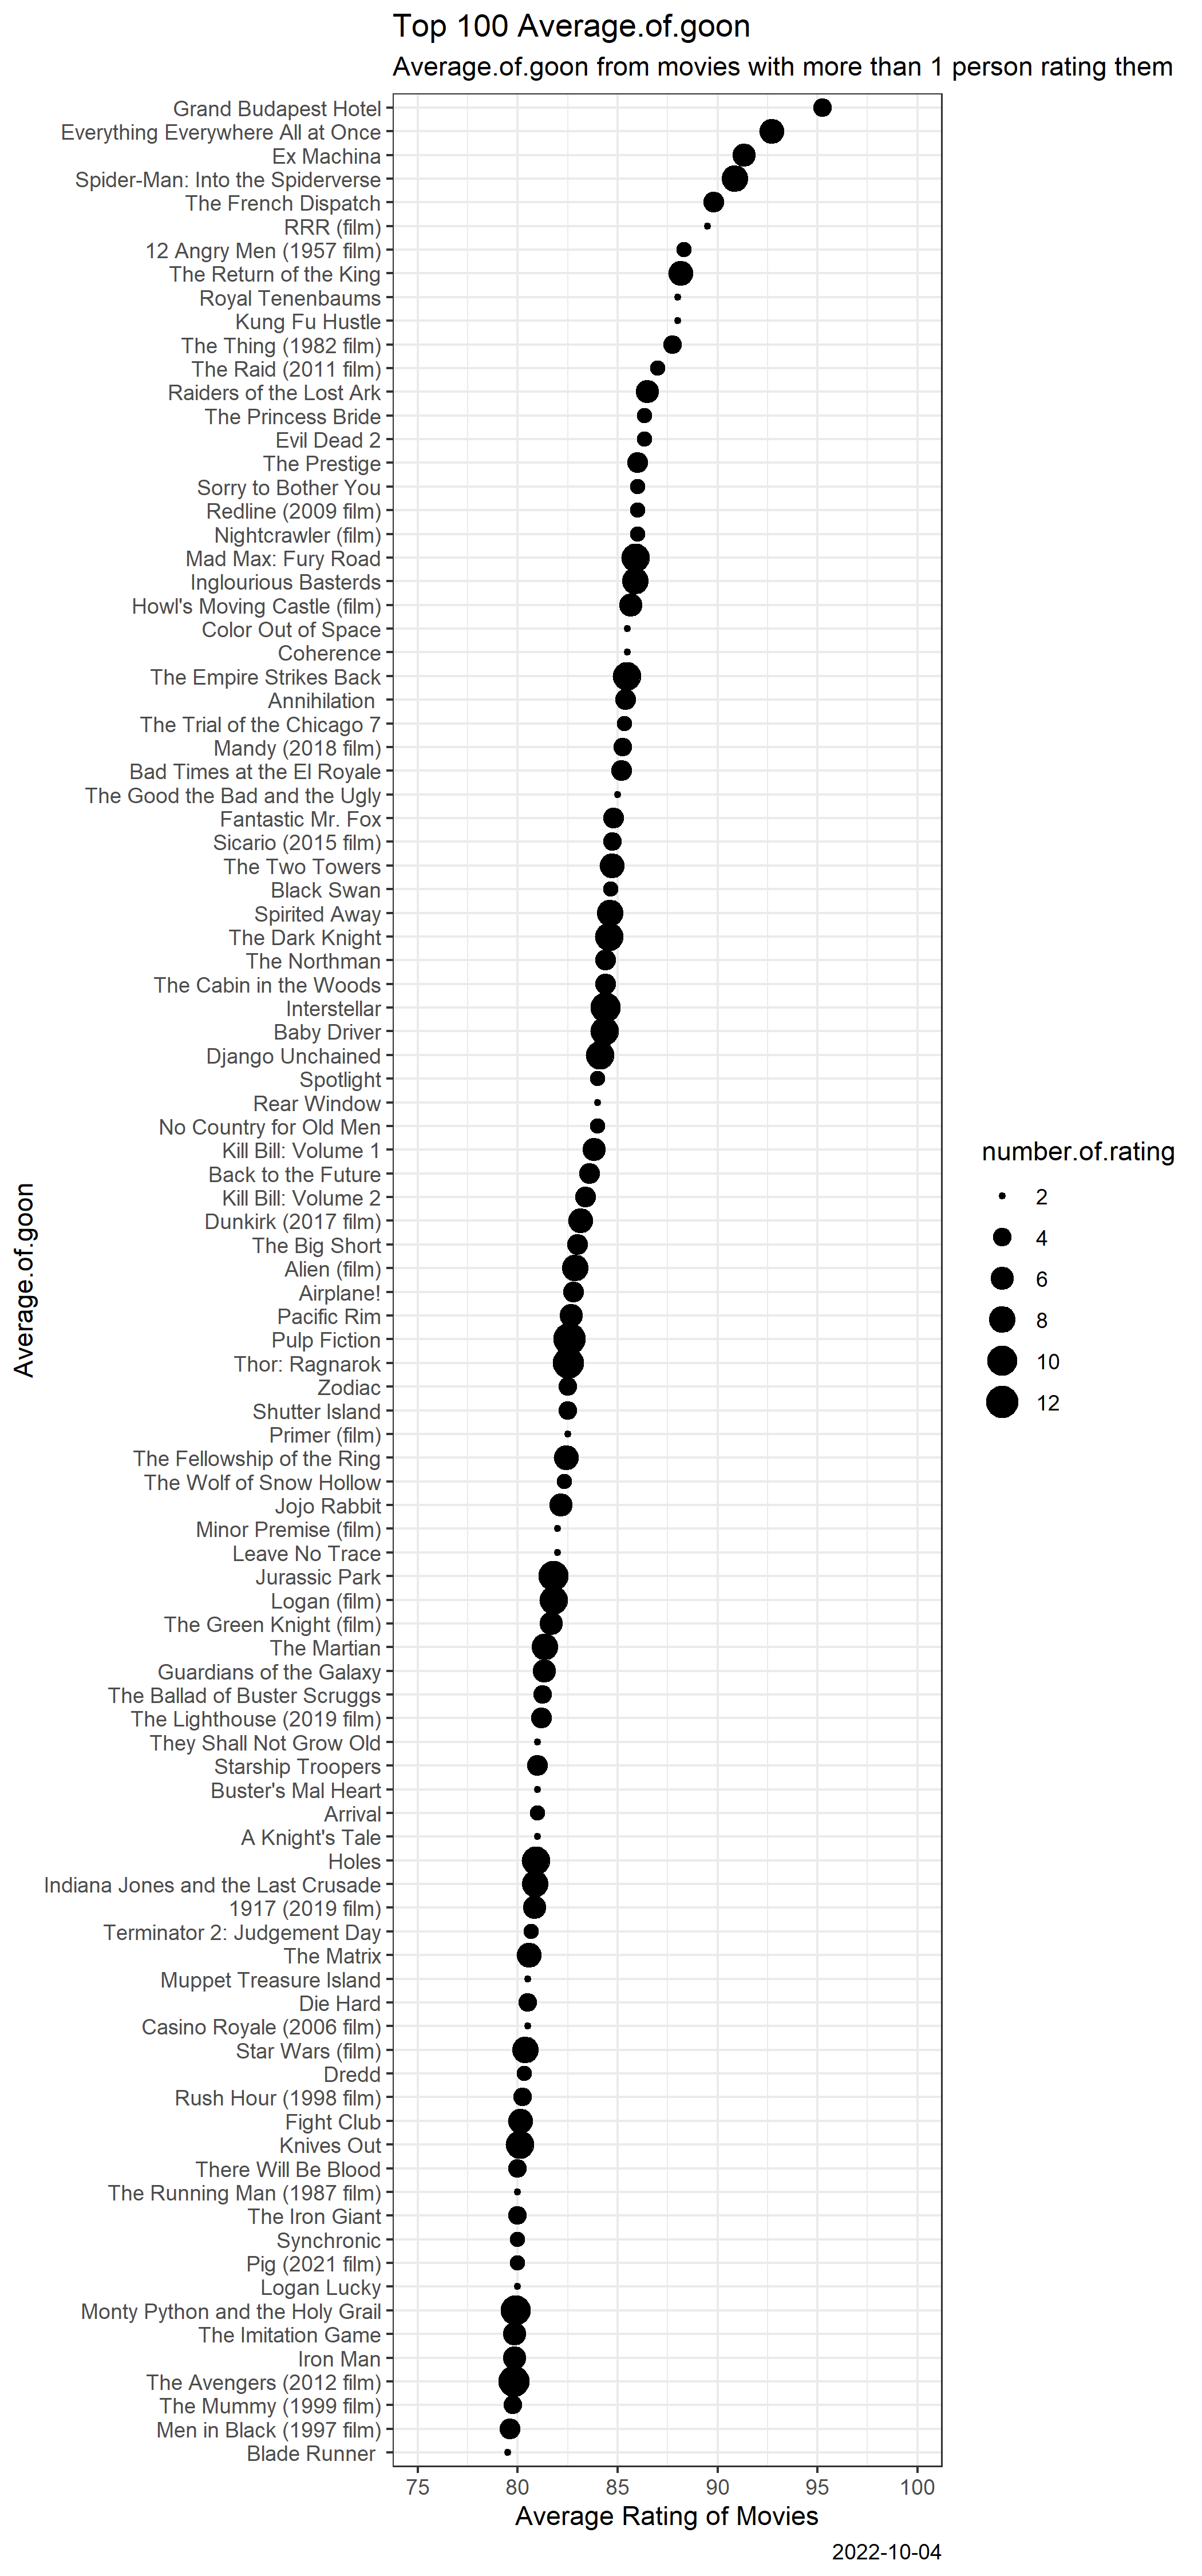 Top 100 Average.of.goon
Average.of.goon from movies with more than 1 person rating them
Grand Budapest Hotel
Everything Everywhere All at Once
Ex Machina
Spider-Man: Into the Spiderverse
The French Dispatch
RRR (film)
12 Angry Men (1957 film)
The Return of the King
Royal Tenenbaums
Kung Fu Hustle
The Thing (1982 film)
The Raid (2011 film)
Raiders of the Lost Ark
The Princess Bride
Evil Dead 2
The Prestige
Sorry to Bother You
Redline (2009 film)
Nightcrawler (film)
Mad Max: Fury Road
Inglourious Basterds
Howl's Moving Castle (film)
Color Out of Space
Coherence
The Empire Strikes Back
Annihilation
The Trial of the Chicago 7
Mandy (2018 film)
Bad Times at the El Royale
The Good the Bad and the Ugly
Fantastic Mr. Fox
Sicario (2015 film)
The Two Towers
Black Swan
Spirited Away
The Dark Knight
The Northman
The Cabin in the Woods
Interstellar
Baby Driver
Django Unchained
Spotlight
Rear Window
No Country for Old Men
Kill Bill: Volume 1
Back to the Future
Kill Bill: Volume 2
Dunkirk (2017 film)
The Big Short
Alien (film)
Airplane!
Pacific Rim
Pulp Fiction
Thor: Ragnarok
Zodiac
Shutter Island
Primer (film)
The Fellowship of the Ring
The Wolf of Snow Hollow
Jojo Rabbit
Minor Premise (film)
Leave No Trace
Jurassic Park
Logan (film)
The Green Knight (film)
The Martian
Guardians of the Galaxy
The Ballad of Buster Scruggs
The Lighthouse (2019 film)
They Shall Not Grow Old
Starship Troopers
Buster's Mal Heart
Arrival
A Knight's Tale
Holes
Indiana Jones and the Last Crusade
1917 (2019 film)
Terminator 2: Judgement Day
The Matrix
Muppet Treasure Island
Die Hard
Casino Royale (2006 film)
Star Wars (film)
Dredd
Rush Hour (1998 film)
Fight Club
Knives Out
There Will Be Blood
The Running Man (1987 film)
The Iron Giant
Synchronic
Pig (2021 film)
Logan Lucky
Monty Python and the Holy Grail
The Imitation Game
Iron Man
The Avengers (2012 film)
The Mummy (1999 film)
Men in Black (1997 film)
Blade Runner
75 80 85 90 95 100
Average Rating of Movies
Average.of.goon
number.of.rating
2
4
6
8
10
12
2022-10-04